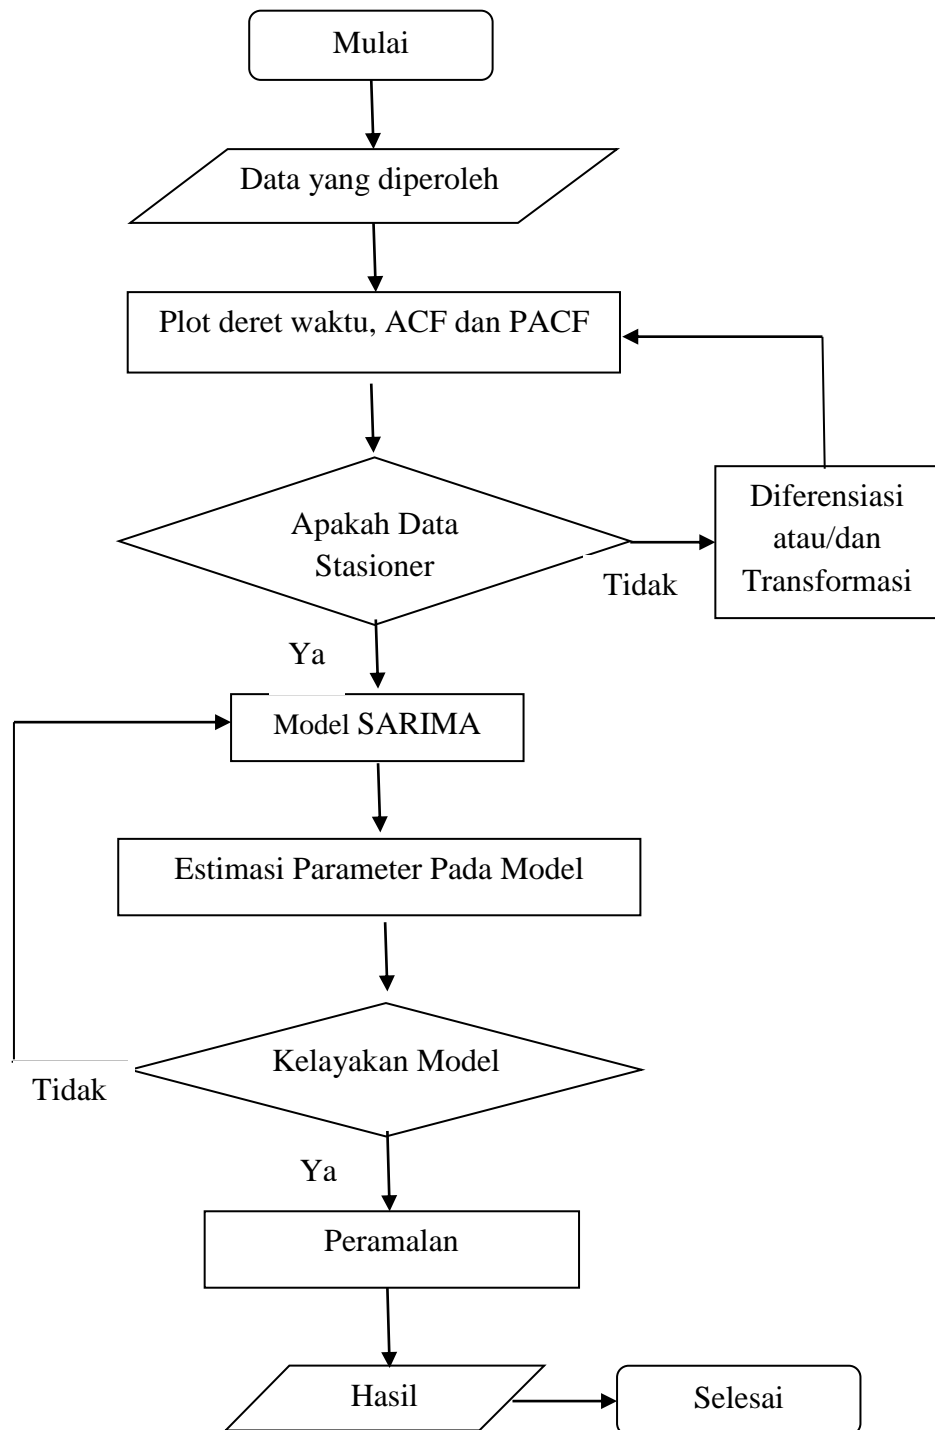 Mulai
Data yang diperoleh
Plot deret waktu, ACF dan PACF
Apakah Data
Stasioner
Tidak
Diferensiasi
atau/dan
Transformasi
Ya
Model SARIMA
Estimasi Parameter Pada Model
Kelayakan Model
Tidak
Ya
Peramalan
Hasil
Selesai